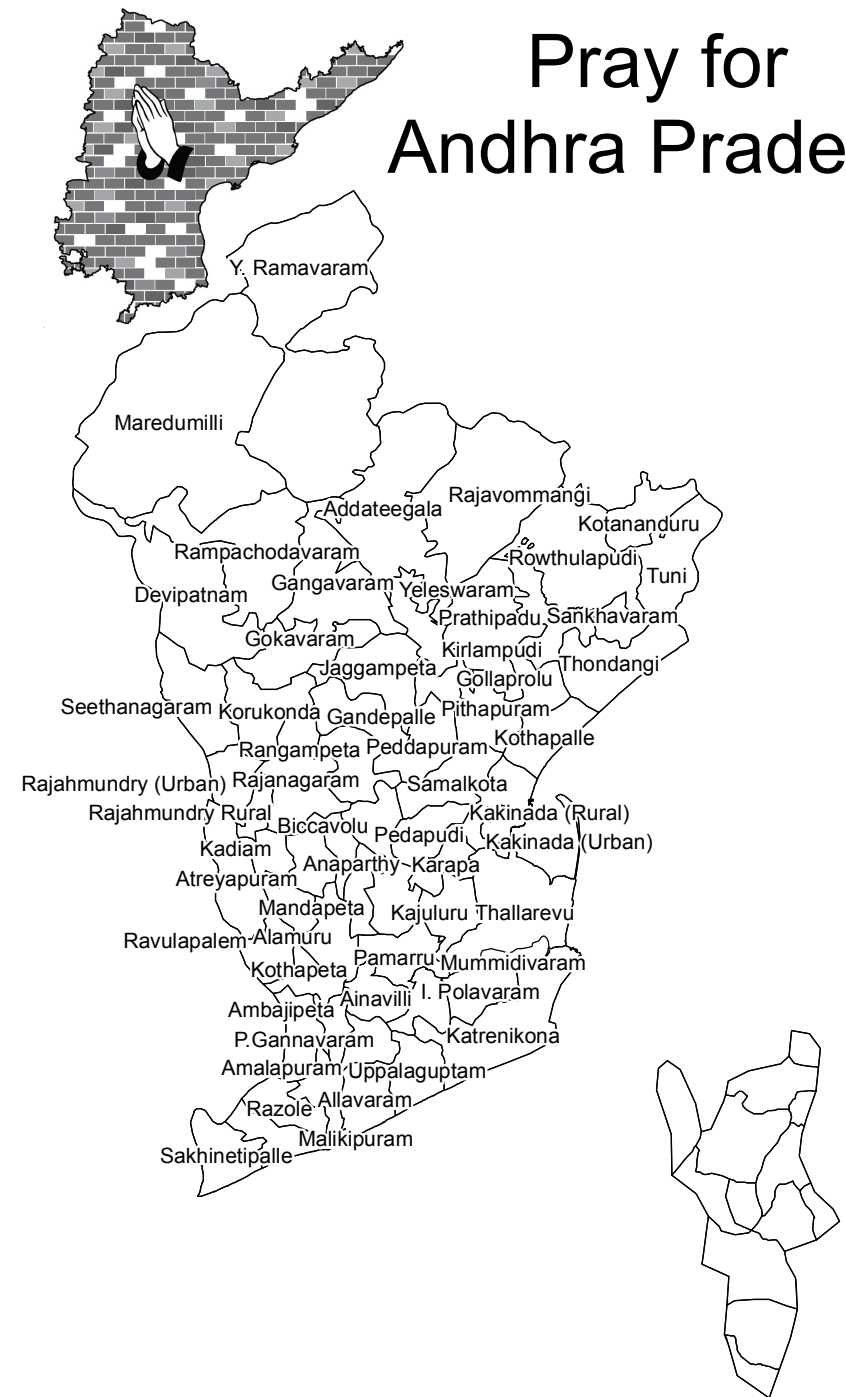 Pray for
Andhra Prade
Y. Ramavaram
Maredumilli
Rajavommangi
Addateegala
Kotananduru
Rampachodavaram
Rowthulapudi
Tuni
Gangavaram
Yeleswaram
Devipatnam
Prathipadu
Sankhavaram
Gokavaram
Kirlampudi
Thondangi
Jaggampeta
Gollaprolu
Seethanagaram
Korukonda
Gandepalle
Pithapuram
Kothapalle
Rangampeta
Peddapuram
Rajahmundry (Urban)
Rajanagaram
Samalkota
Rajahmundry Rural
Kakinada (Rural)
Biccavolu
Pedapudi
Kakinada (Urban)
Kadiam
Anaparthy
Karapa
Atreyapuram
Mandapeta
Kajuluru
Thallarevu
Ravulapalem
Alamuru
Pamarru
Mummidivaram
Kothapeta
Ainavilli
I. Polavaram
Ambajipeta
P.Gannavaram
Katrenikona
Amalapuram
Uppalaguptam
Razole
Allavaram
Malikipuram
Sakhinetipalle